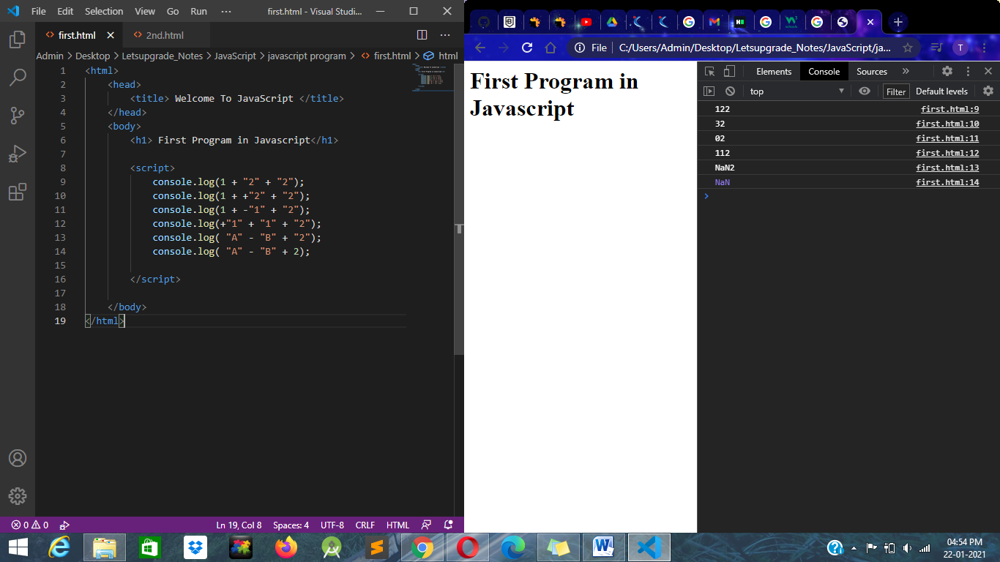 File Edit Selection View Go Run ··· first.html - Visual Studi...
first.html 2nd.html
Admin > Desktop > Letsupgrade_Notes > JavaScript > javascript program > first.html > html
1 <html>
2 <head>
3 <title> Welcome To JavaScript </title>
4 </head>
5 <body>
6 <h1> First Program in Javascript</h1>
7
8 <script>
9 console.log(1 + "2" + "2");
10 console.log(1 + +"2" + "2");
11 console.log(1 + -"1" + "2");
12 console.log(+"1" + "1" + "2");
13 console.log( "A" - "B" + "2");
14 console.log( "A" - "B" + 2);
15
16 </script>
17
18 </body>
19 </html>
0 0 Ln 19, Col 8 Spaces: 4 UTF-8 CRLF HTML
File C:/Users/Admin/Desktop/Letsupgrade_Notes/JavaScript/ja... T
First Program in
Javascript
Elements Console Sources »
top Filter Default levels
122 first.html:9
32 first.html:10
02 first.html:11
112 first.html:12
NaN2 first.html:13
NaN first.html:14
>
04:54 PM
22-01-2021